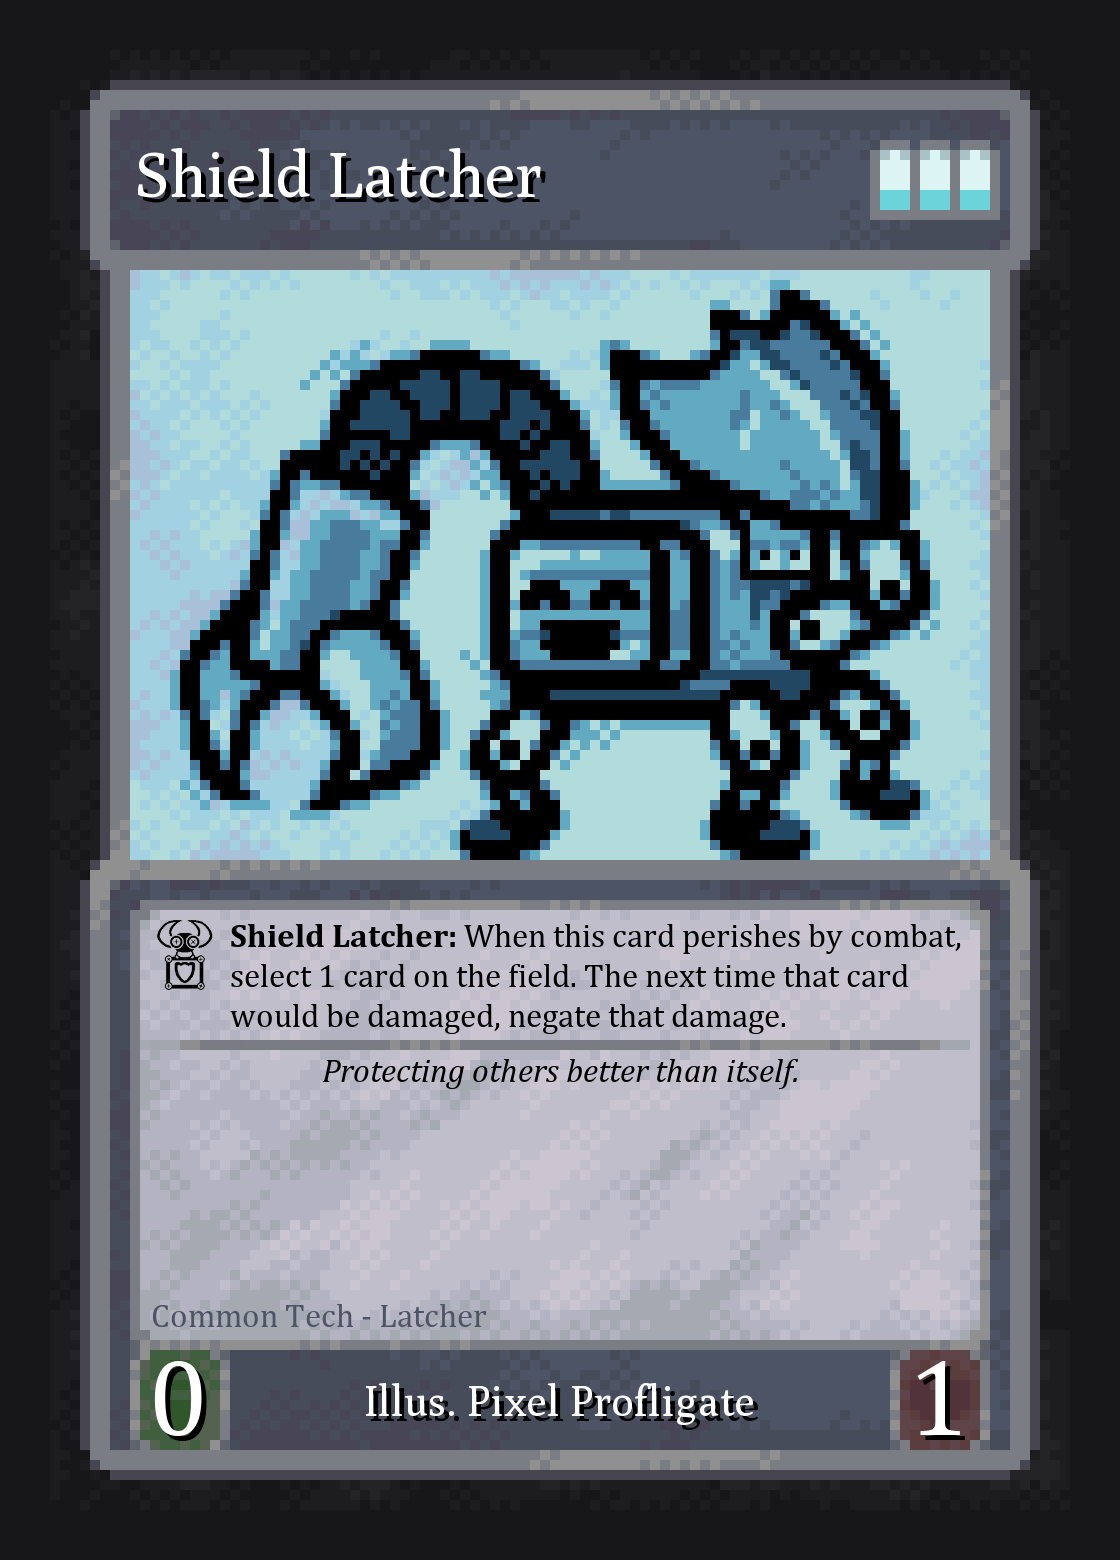 Shield Latcher
Shield Latcher: When this card perishes by combat,
select 1 card on the field. The next time that card
would be damaged, negate that damage.
Protecting others better than itself.
Common Tech - Latcher
0
Illus. Pixel Profligate
1